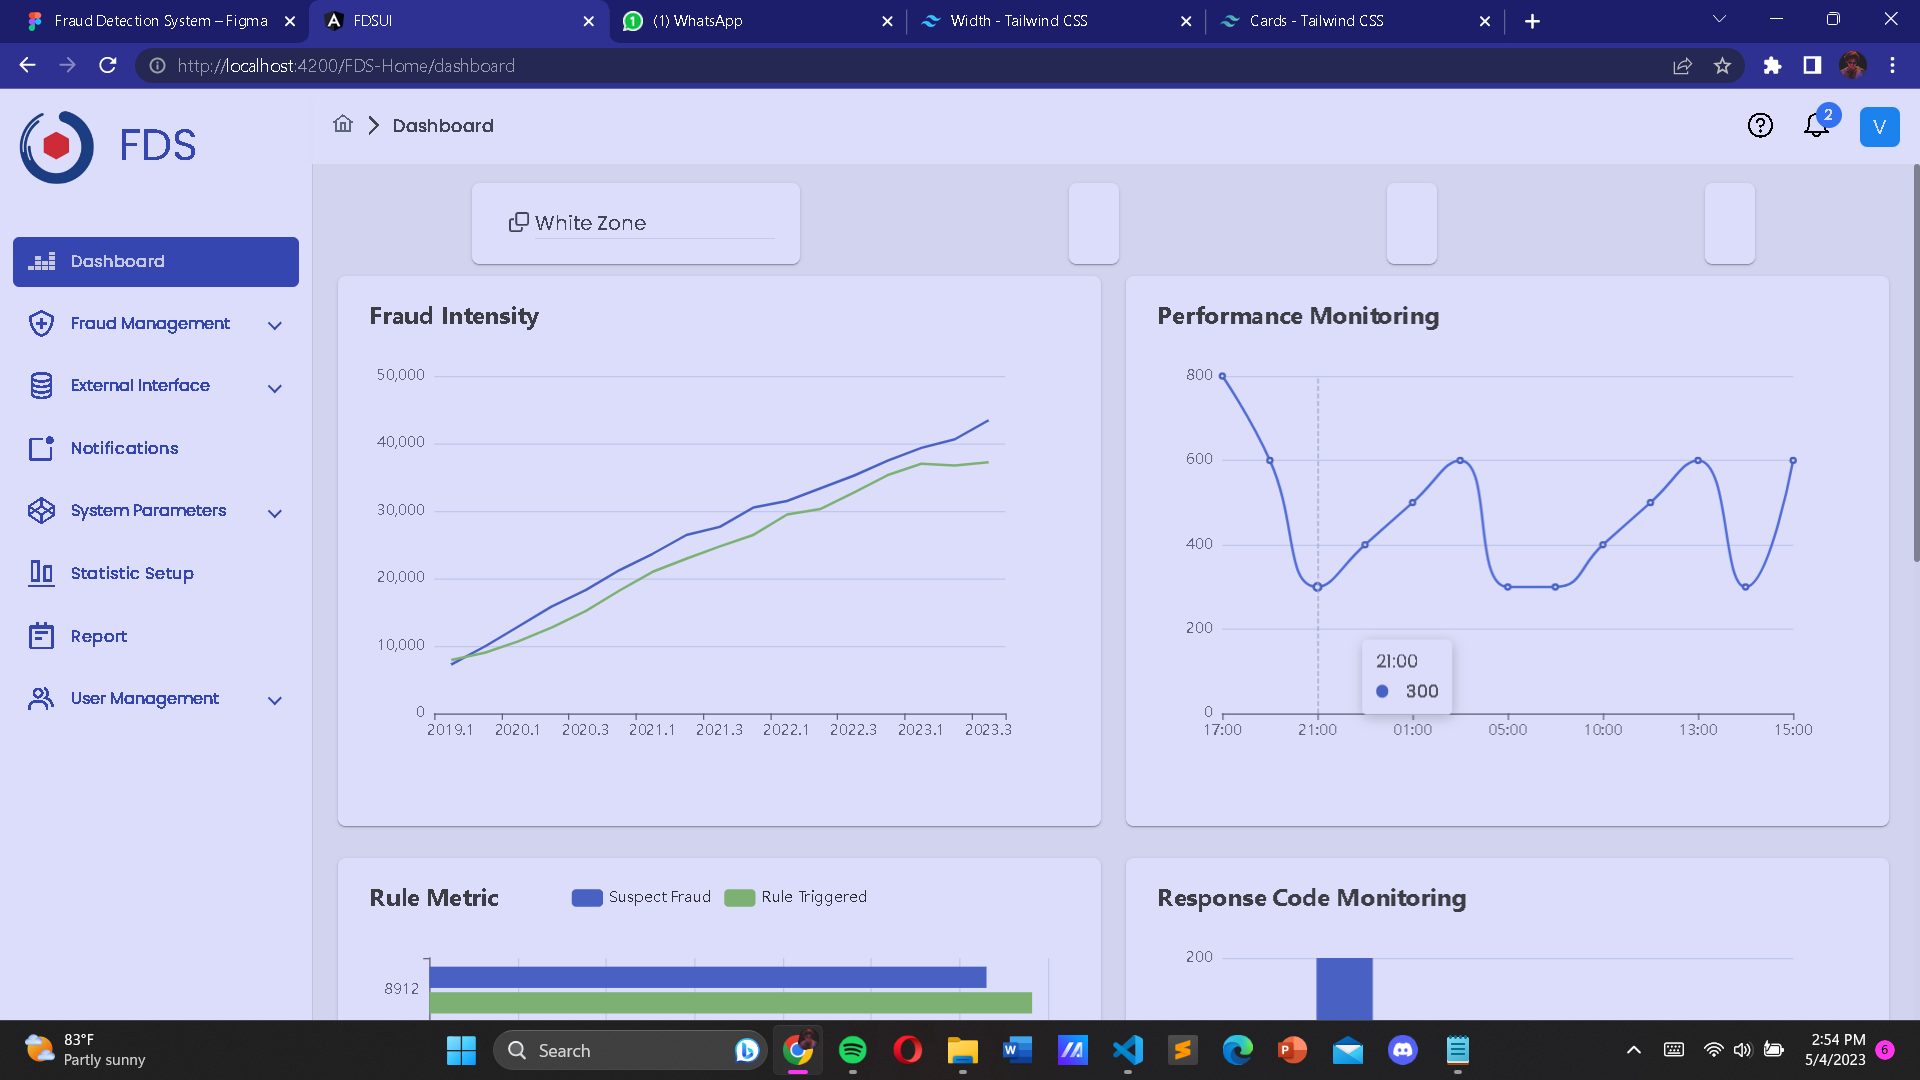 Fraud Detection System – Figma
FDSUI
(1) WhatsApp
Width - Tailwind CSS
Cards - Tailwind CSS
http://localhost:4200/FDS-Home/dashboard
FDS
Dashboard
2
V
White Zone
Dashboard
Fraud Management
External Interface
Notifications
System Parameters
Statistic Setup
Report
User Management
Fraud Intensity
50,000
40,000
30,000
20,000
10,000
0
2019.1 2020.1 2020.3 2021.1 2021.3 2022.1 2022.3 2023.1 2023.3
Performance Monitoring
800
600
400
200
0
21:00
300
17:00 21:00 01:00 05:00 10:00 13:00 15:00
Rule Metric
Suspect Fraud
Rule Triggered
8912
Response Code Monitoring
200
83°F
Partly sunny
Search
2:54 PM
5/4/2023
6